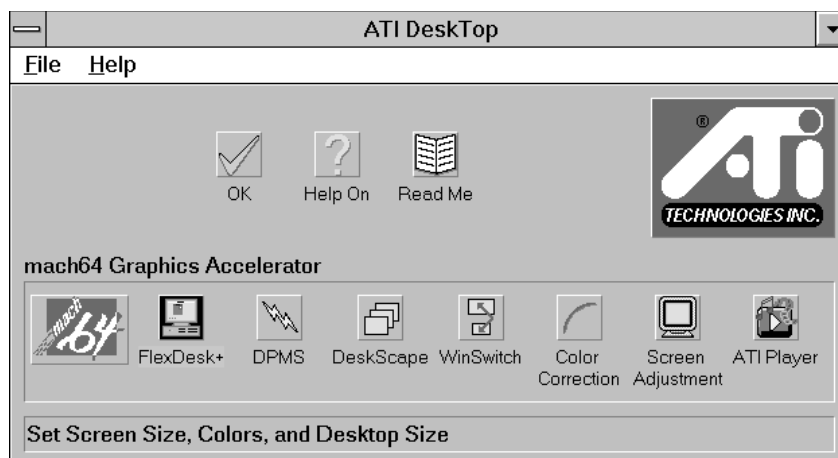 ATI DeskTop
File Help
OK Help On Read Me
® ATi
TECHNOLOGIES INC.
mach64 Graphics Accelerator
mach 64
FlexDesk+ DPMS DeskScape WinSwitch Color Correction Screen Adjustment ATI Player
Set Screen Size, Colors, and Desktop Size